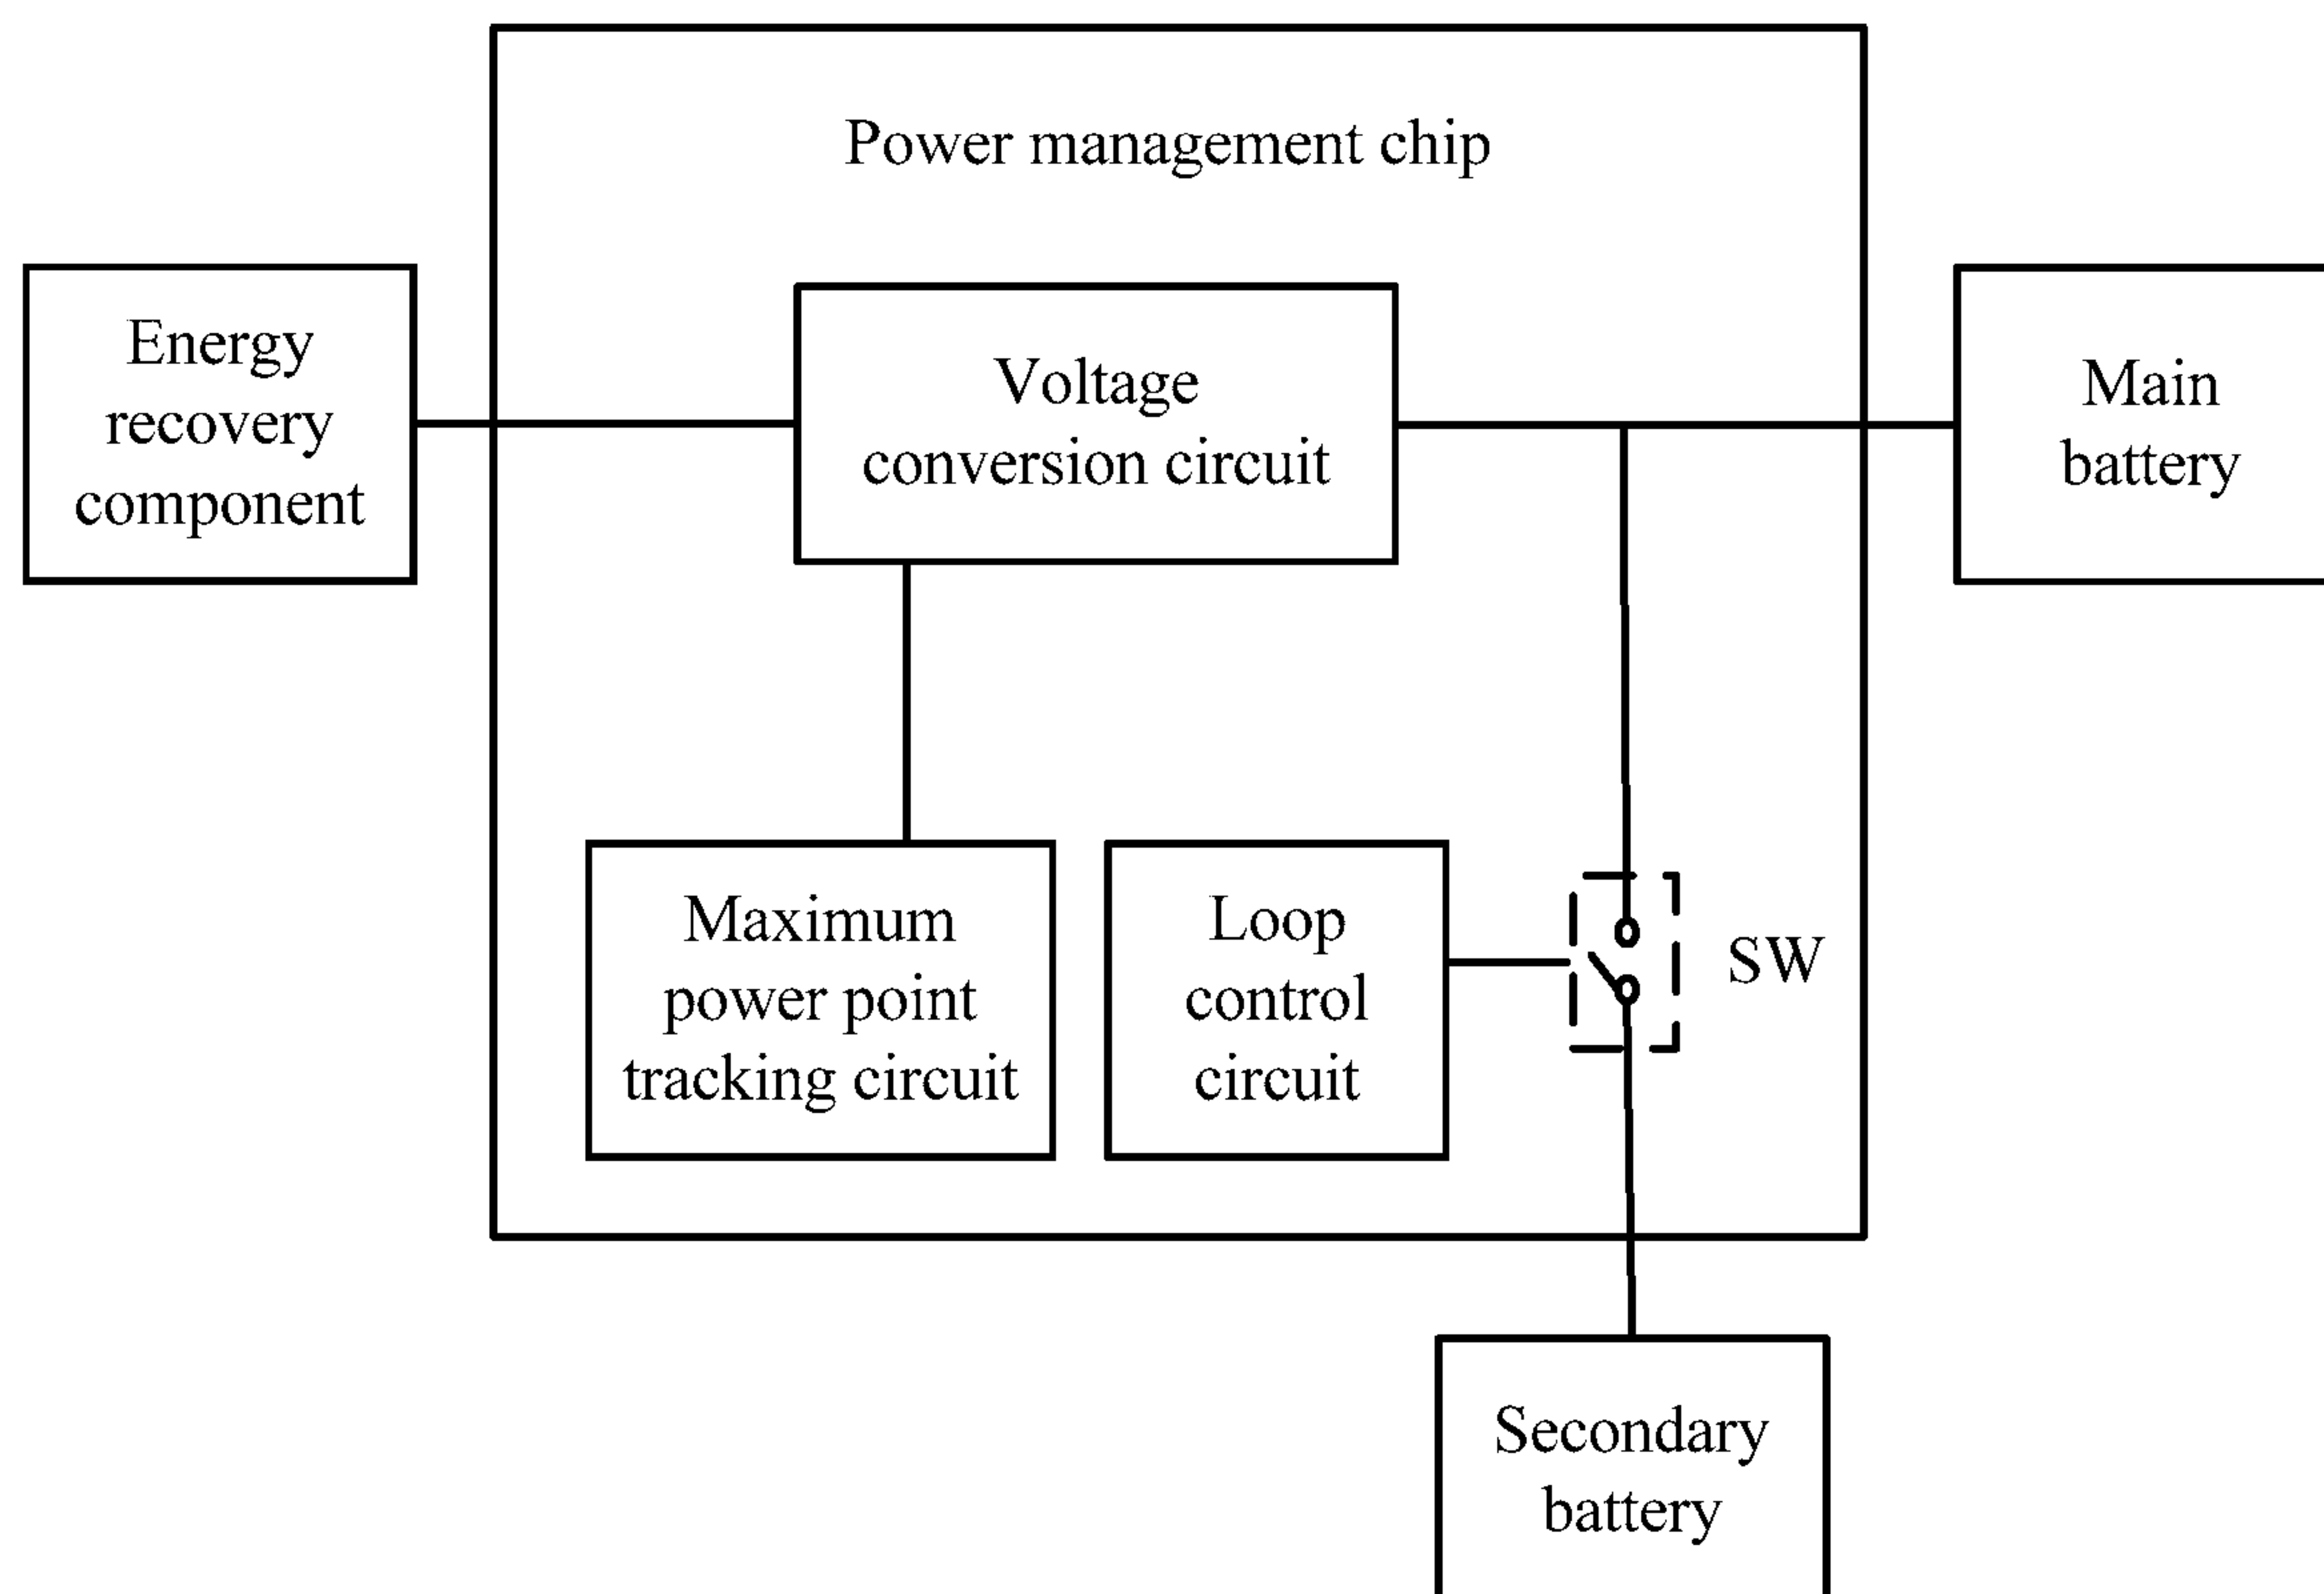 Power management chip
Energy
recovery
component
Voltage
conversion circuit
Main
battery
Maximum
power point
tracking circuit
Loop
control
circuit
SW
Secondary
battery